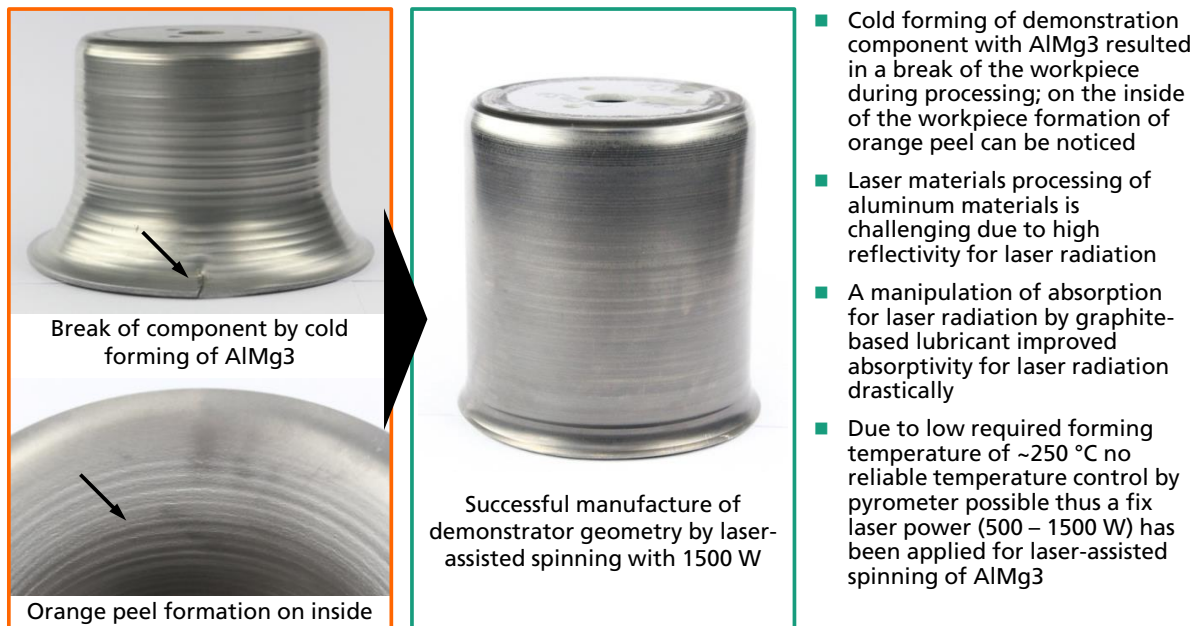 Break of component by cold
forming of AlMg3
Orange peel formation on inside
Successful manufacture of
demonstrator geometry by laser-
assisted spinning with 1500 W
Cold forming of demonstration
component with AlMg3 resulted
in a break of the workpiece
during processing; on the inside
of the workpiece formation of
orange peel can be noticed
Laser materials processing of
aluminum materials is
challenging due to high
reflectivity for laser radiation
A manipulation of absorption
for laser radiation by graphite-
based lubricant improved
absorptivity for laser radiation
drastically
Due to low required forming
temperature of ~250 °C no
reliable temperature control by
pyrometer possible thus a fix
laser power (500 – 1500 W) has
been applied for laser-assisted
spinning of AlMg3